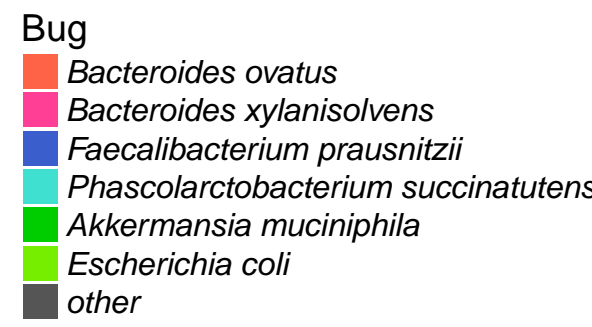 Bug
Bacteroides ovatus
Bacteroides xylanisolvens
Faecalibacterium prausnitzii
Phascolarctobacterium succinatutens
Akkermansia muciniphila
Escherichia coli
other